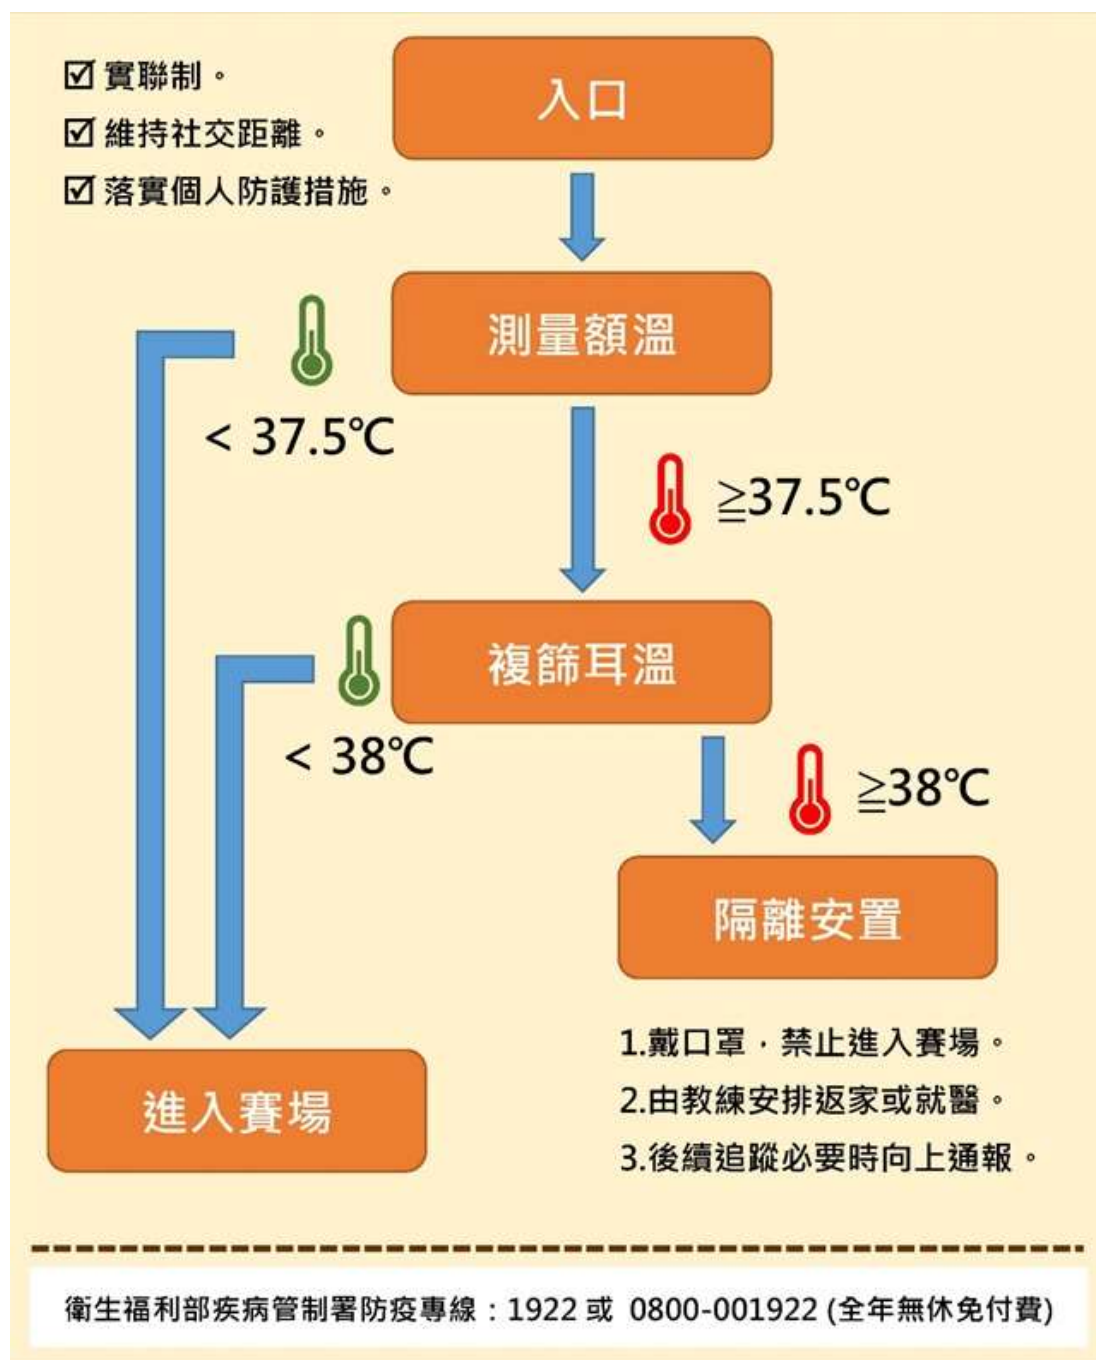 ☑ 實聯制。
☑ 維持社交距離。
☑ 落實個人防護措施。
入口
測量額溫
< 37.5℃
≧37.5℃
複篩耳溫
< 38℃
≧38℃
隔離安置
1.戴口罩，禁止進入賽場。
2.由教練安排返家或就醫。
3.後續追蹤必要時向上通報。
進入賽場
衛生福利部疾病管制署防疫專線：1922 或 0800-001922 (全年無休免付費)